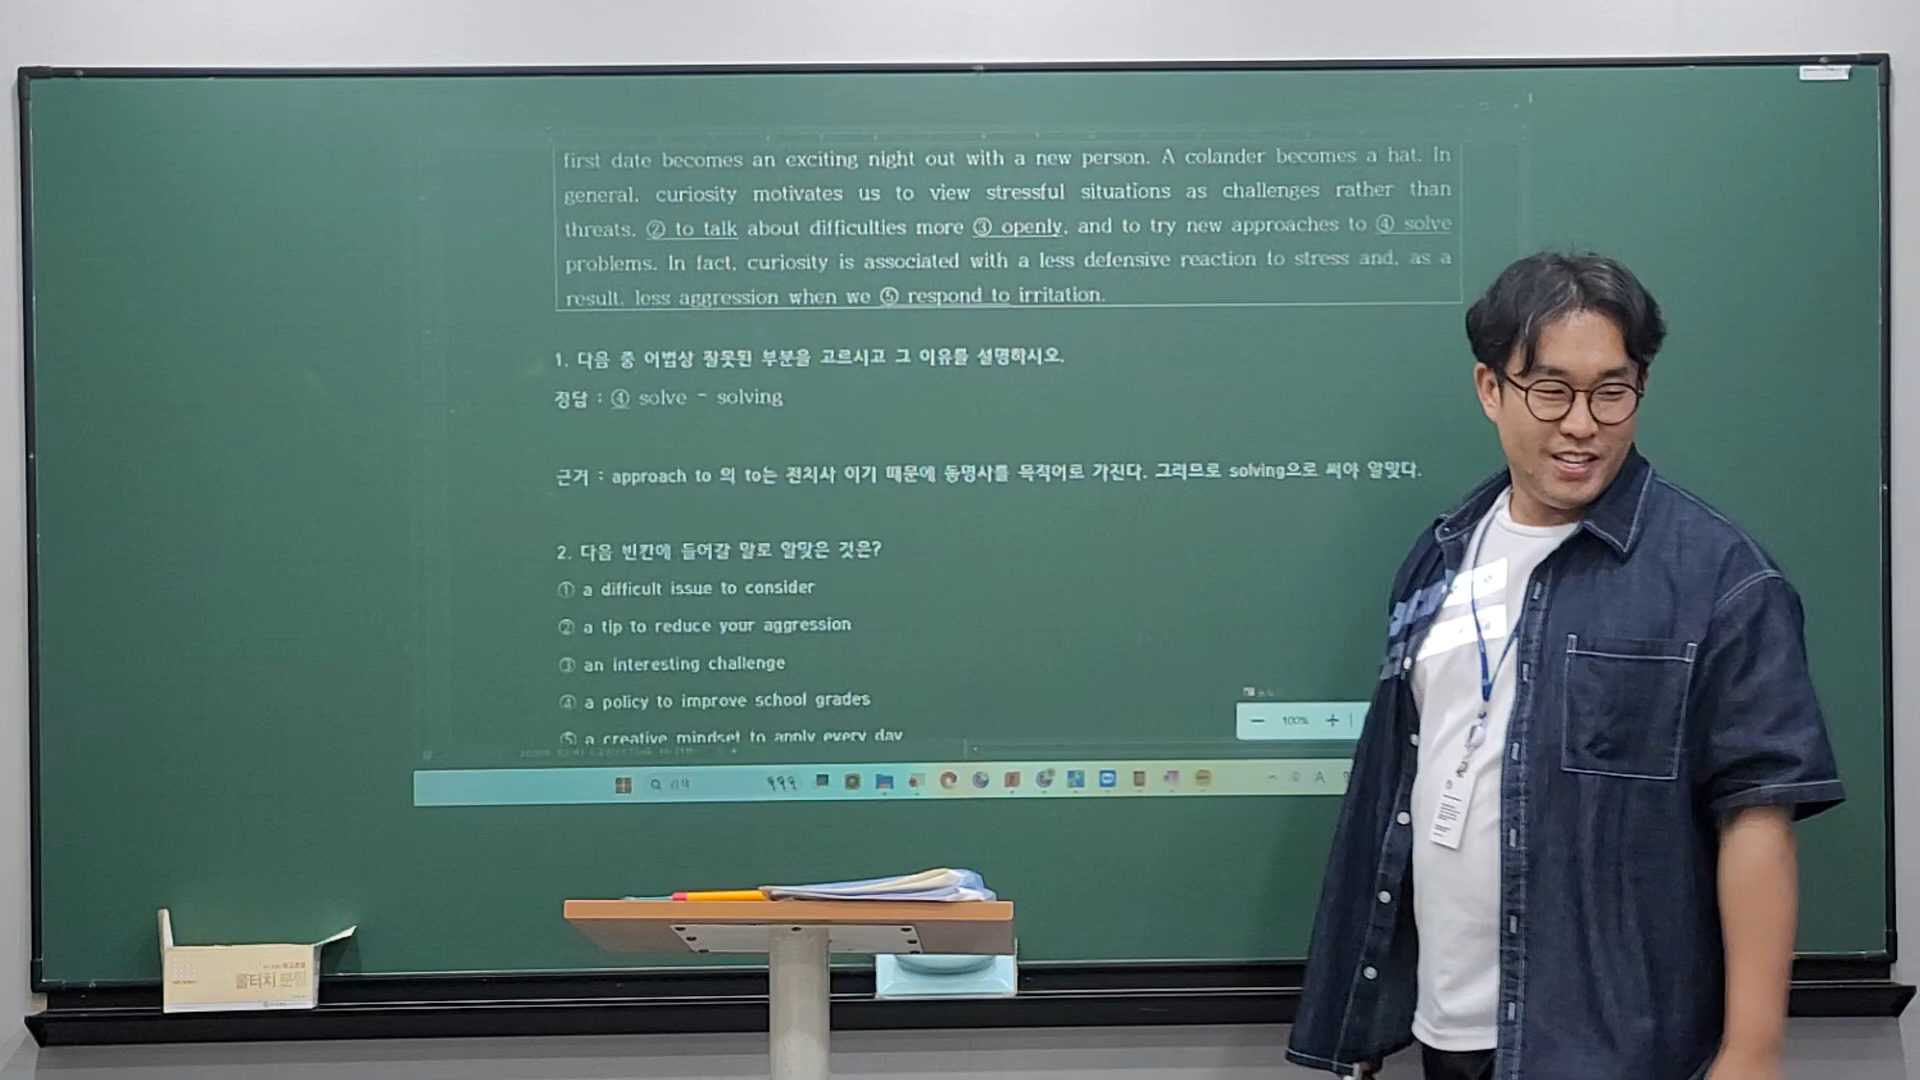 first date becomes an exciting night out with a new person. A colander becomes a hat. In
general, curiosity motivates us to view stressful situations as challenges rather than
threats, ② to talk about difficulties more ③ openly, and to try new approaches to ④ solve
problems. In fact, curiosity is associated with a less defensive reaction to stress and, as a
result, less aggression when we ⑤ respond to irritation.
1. 다음 중 어법상 잘못된 부분을 고르시고 그 이유를 설명하시오.
정답 : ④ solve - solving
근거 : approach to 의 to는 전치사 이기 때문에 동명사를 목적어로 가진다. 그러므로 solving으로 써야 알맞다.
2. 다음 빈칸에 들어갈 말로 알맞은 것은?
① a difficult issue to consider
② a tip to reduce your aggression
③ an interesting challenge
④ a policy to improve school grades
⑤ a creative mindset to apply every day
100%
검색
A
물터치 분필